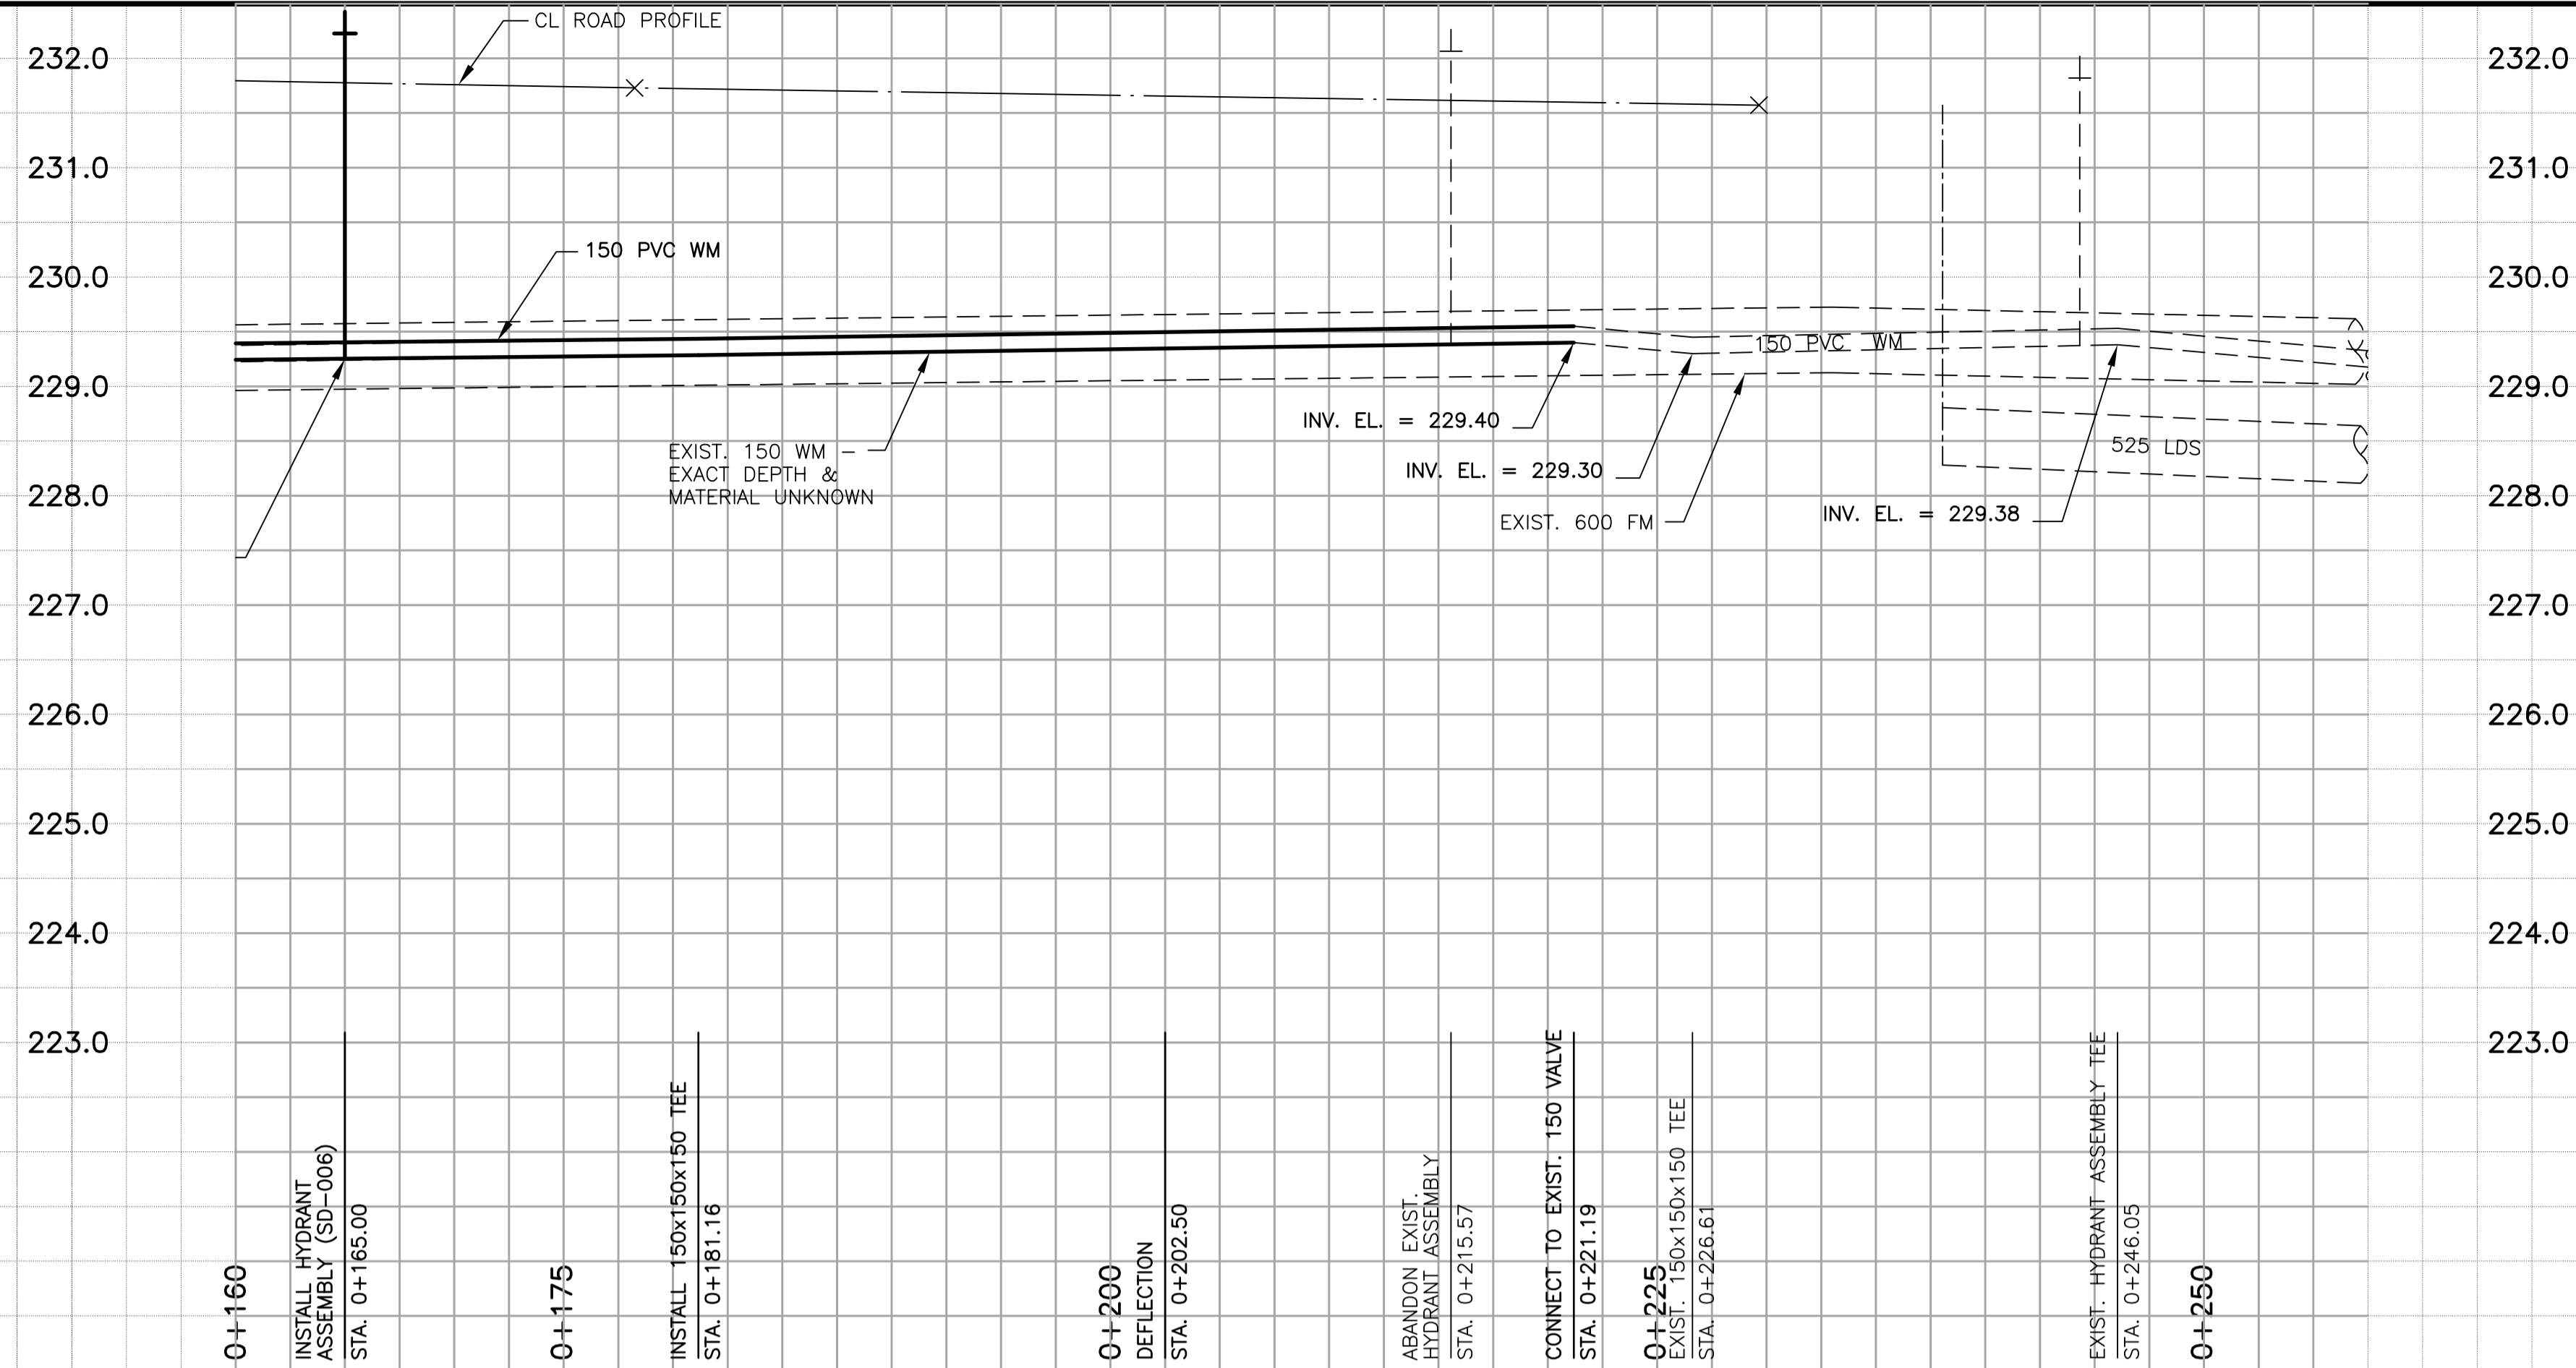 CL ROAD PROFILE
232.0
232.0
231.0
231.0
150 PVC WM
230.0
230.0
150 PVC WM
229.0
229.0
INV. EL. = 229.40
EXIST. 150 WM –
EXACT DEPTH &
MATERIAL UNKNOWN
525 LDS
INV. EL. = 229.30
228.0
228.0
EXIST. 600 FM
INV. EL. = 229.38
227.0
227.0
226.0
226.0
225.0
225.0
224.0
224.0
223.0
223.0
0+160
INSTALL HYDRANT
ASSEMBLY (SD-006)
STA. 0+165.00
0+175
INSTALL 150x150x150 TEE
STA. 0+181.16
0+200
DEFLECTION
STA. 0+202.50
ABANDON EXIST.
HYDRANT ASSEMBLY
STA. 0+215.57
CONNECT TO EXIST. 150 VALVE
STA. 0+221.19
0+225
EXIST. 150x150x150 TEE
STA. 0+226.61
EXIST. HYDRANT ASSEMBLY TEE
STA. 0+246.05
0+250